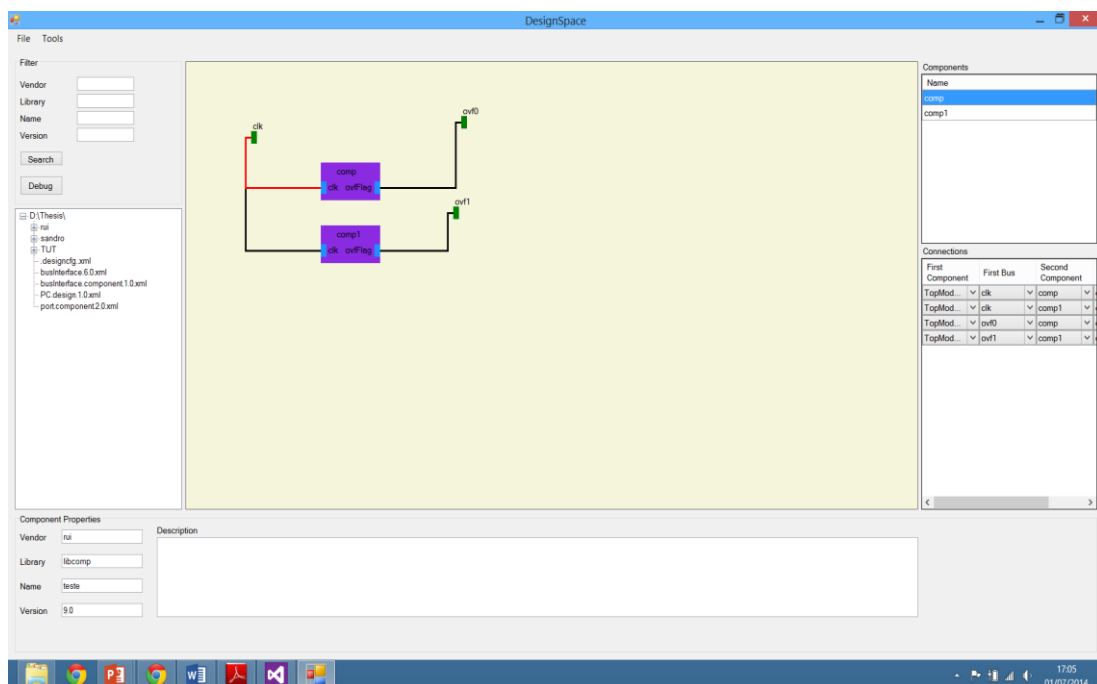 DesignSpace
File Tools
Filter
Vendor
Library
Name
Version
Search
Debug
D:\Thesis\
rui
sandro
TUT
.designcfg.xml
busInterface.6.0.xml
busInterface.component.1.0.xml
PC.design.1.0.xml
port.component.2.0.xml
clk
ovf0
comp
clk ovfFlag
ovf1
comp1
clk ovfFlag
Components
Name
comp
comp1
Connections
First Component First Bus Second Component
TopMod... clk comp
TopMod... clk comp1
TopMod... ovf0 comp
TopMod... ovf1 comp1
Component Properties
Vendor rui
Library libcomp
Name teste
Version 9.0
Description
17:05
01/07/2014